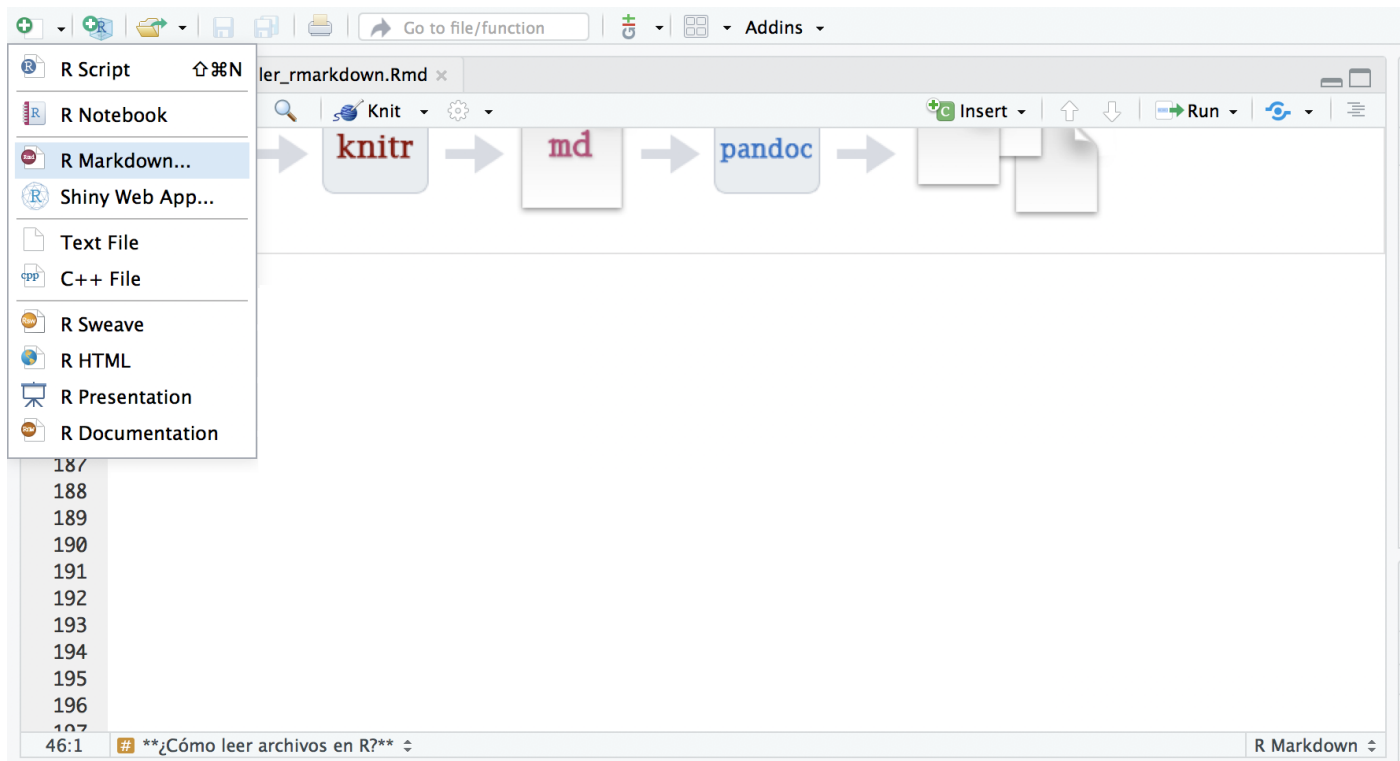 Go to file/function
Addins
R Script ⇧⌘N
ler_rmarkdown.Rmd
R Notebook
Knit
Insert
Run
R Markdown...
knitr
md
pandoc
Shiny Web App...
Text File
C++ File
R Sweave
R HTML
R Presentation
R Documentation
187
188
189
190
191
192
193
194
195
196
197
46:1 # **¿Cómo leer archivos en R?** R Markdown